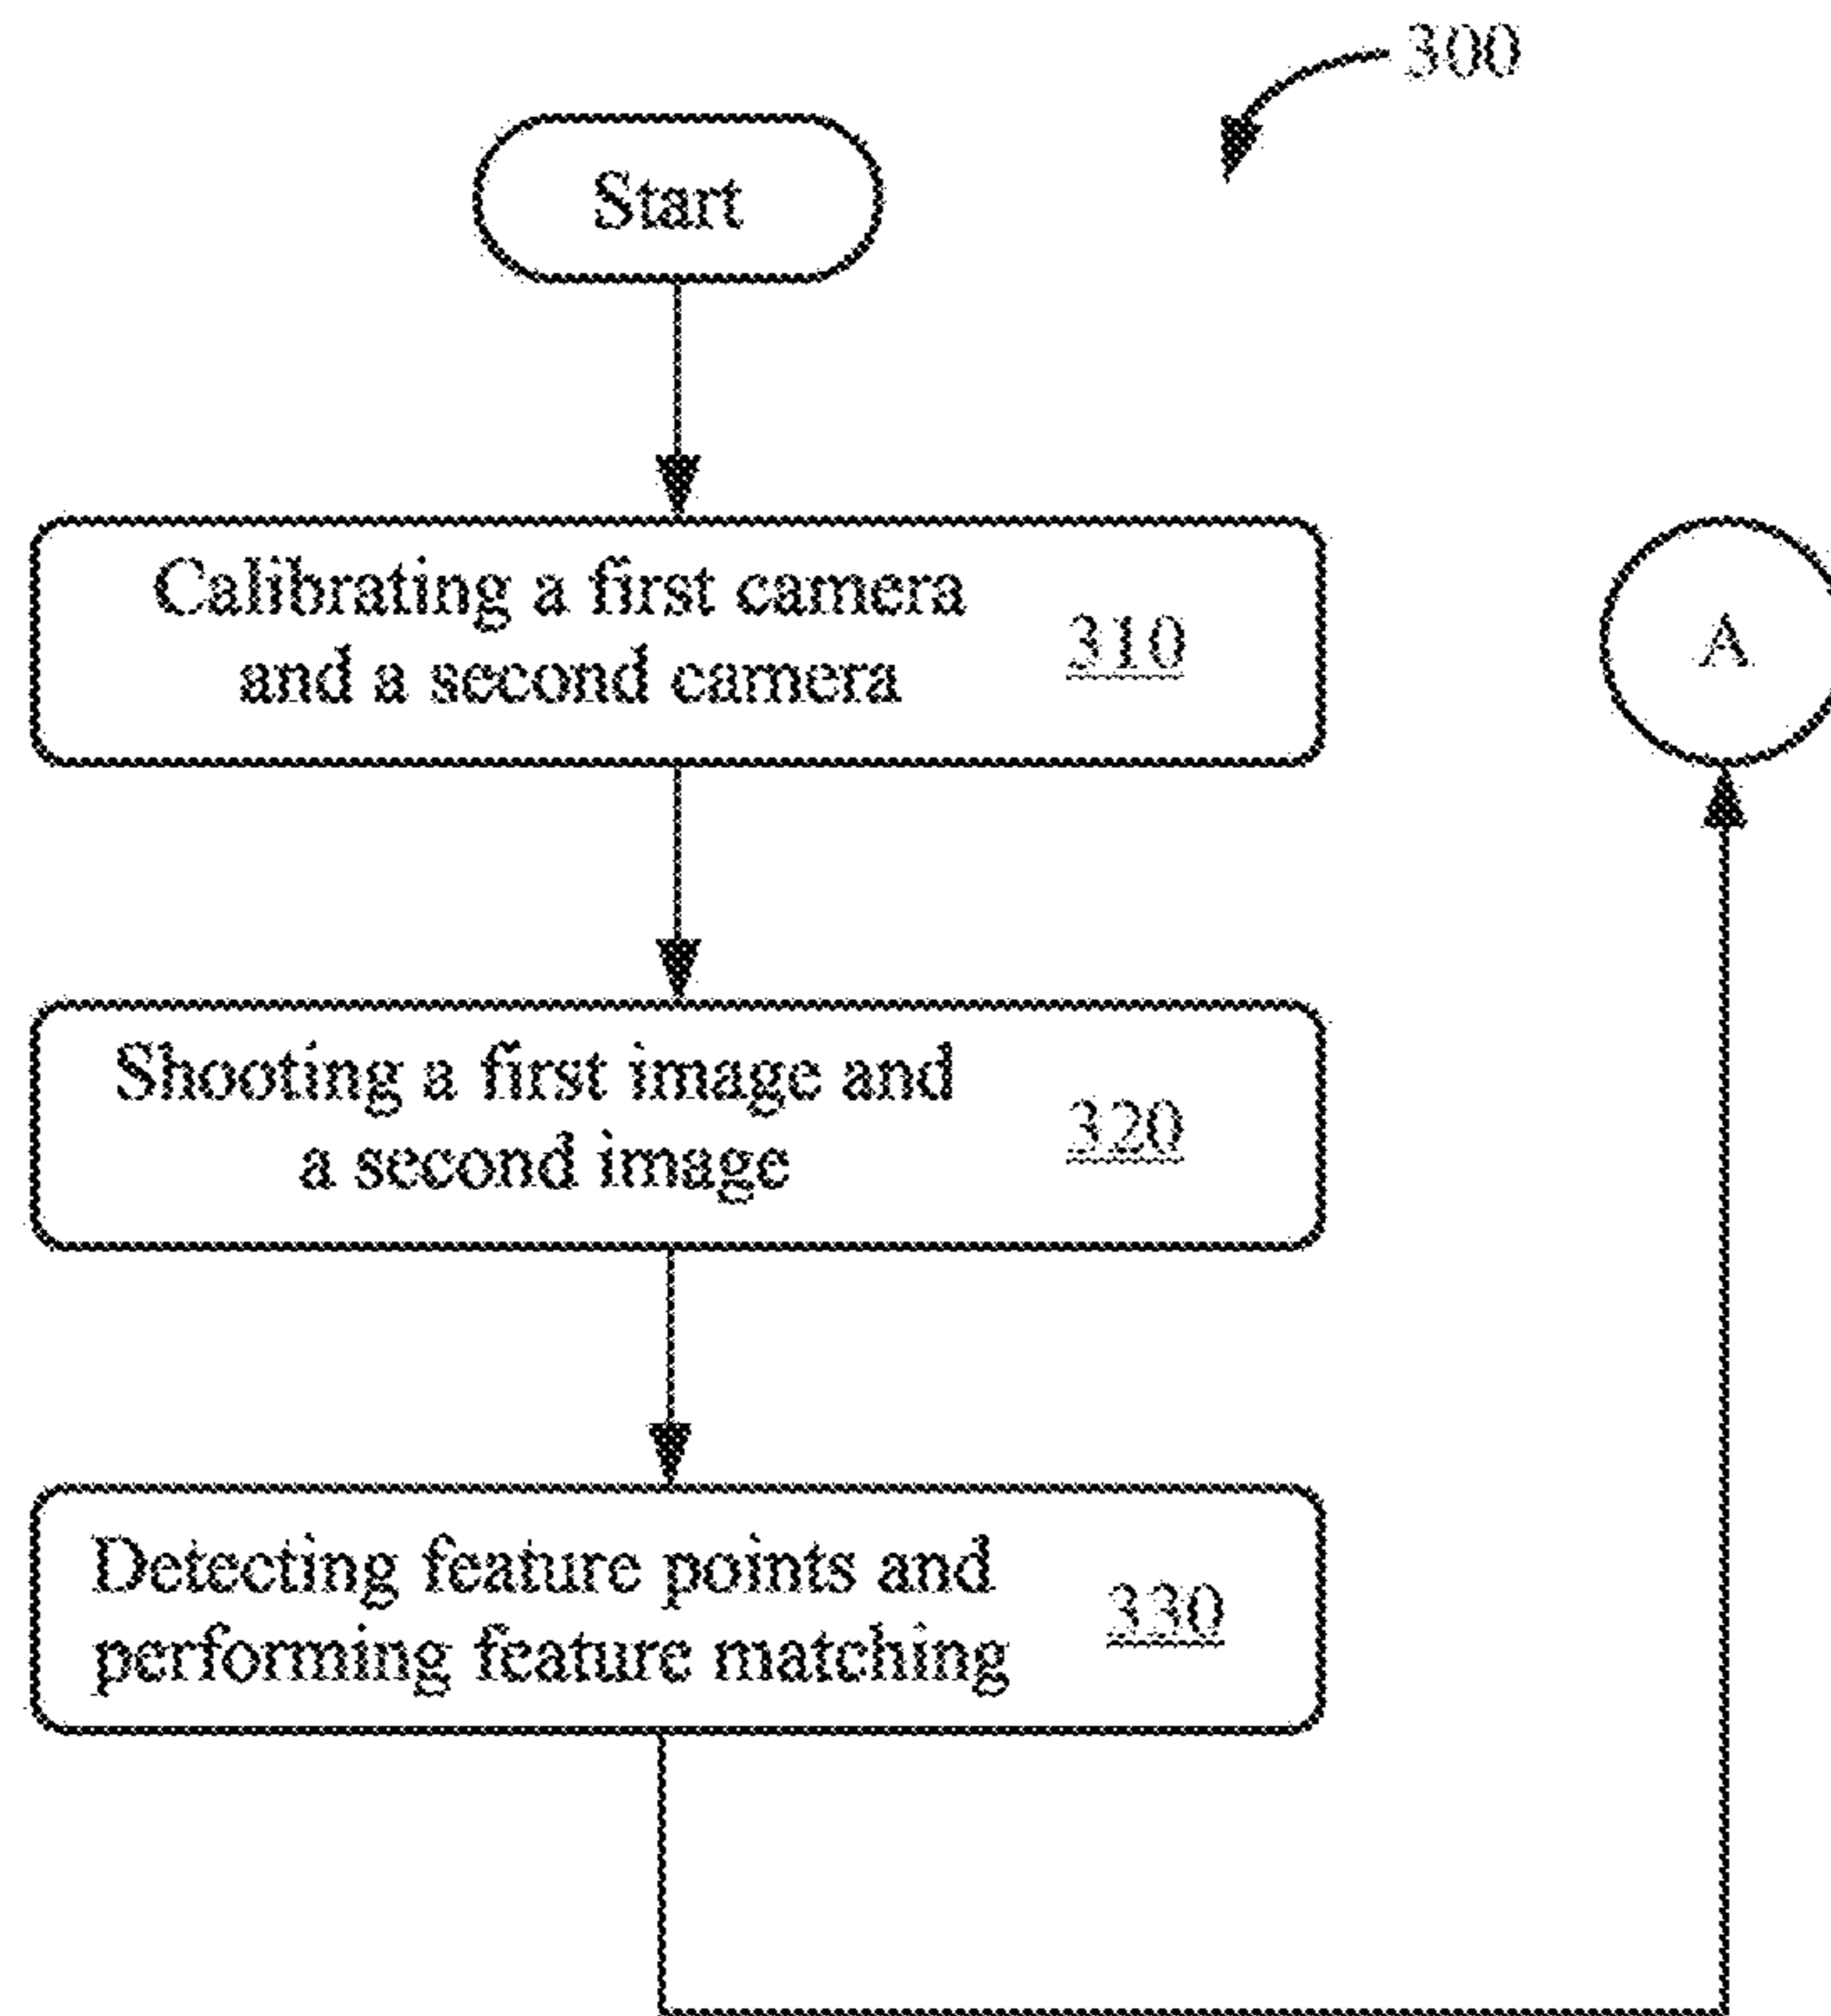 300
Start
Calibrating a first camera
and a second camera
310
A
Shooting a first image and
a second image
320
Detecting feature points and
performing feature matching
330